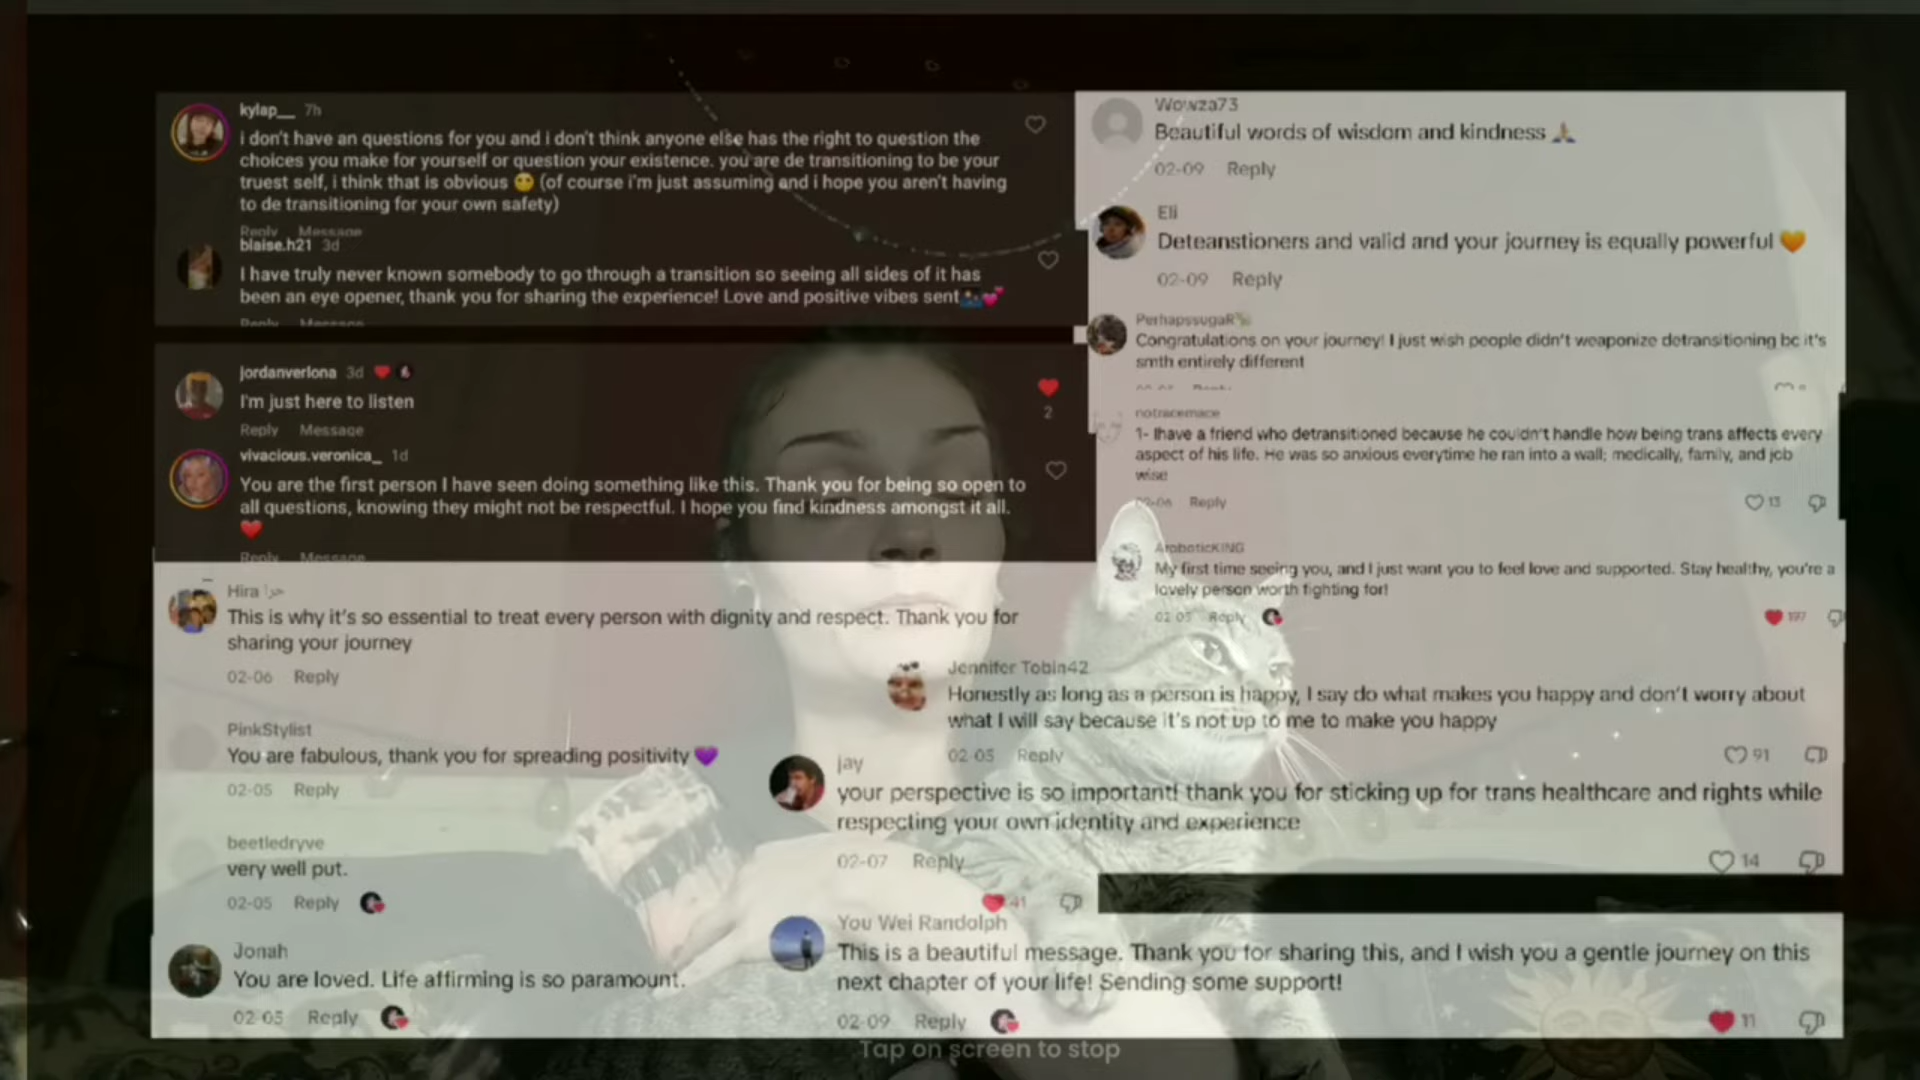 kylap__ 7h
i don't have an questions for you and i don't think anyone else has the right to question the
choices you make for yourself or question your existence. you are de transitioning to be your
truest self, i think that is obvious 😶 (of course i'm just assuming and i hope you aren't having
to de transitioning for your own safety)
Reply Message
blaise.h21 3d
I have truly never known somebody to go through a transition so seeing all sides of it has
been an eye opener, thank you for sharing the experience! Love and positive vibes sent 💕
Reply Message
jordanverlona 3d ❤️
I'm just here to listen
2
Reply Message
vivacious.veronica_ 1d
You are the first person I have seen doing something like this. Thank you for being so open to
all questions, knowing they might not be respectful. I hope you find kindness amongst it all.
❤️
Reply Message
Hira حرا
This is why it's so essential to treat every person with dignity and respect. Thank you for
sharing your journey
02-06 Reply
PinkStylist
You are fabulous, thank you for spreading positivity 💜
02-05 Reply
beetledryve
very well put.
02-05 Reply
Jonah
You are loved. Life affirming is so paramount.
02-05 Reply
Wowza73
Beautiful words of wisdom and kindness 🙏
02-09 Reply
Eli
Deteanstioners and valid and your journey is equally powerful 🧡
02-09 Reply
PerhapssugaR
Congratulations on your journey! I just wish people didn't weaponize detransitioning bc it's
smth entirely different
notracemace
1- Ihave a friend who detransitioned because he couldn't handle how being trans affects every
aspect of his life. He was so anxious everytime he ran into a wall; medically, family, and job
wise
02-06 Reply
13
ArobaticKING
My first time seeing you, and I just want you to feel love and supported. Stay healthy, you're a
lovely person worth fighting for!
02-05 Reply
197
Jennifer Tobin42
Honestly as long as a person is happy, I say do what makes you happy and don't worry about
what I will say because it's not up to me to make you happy
02-05 Reply
91
jay
your perspective is so important! thank you for sticking up for trans healthcare and rights while
respecting your own identity and experience
02-07 Reply
14
41
You Wei Randolph
This is a beautiful message. Thank you for sharing this, and I wish you a gentle journey on this
next chapter of your life! Sending some support!
02-09 Reply
11
Tap on screen to stop